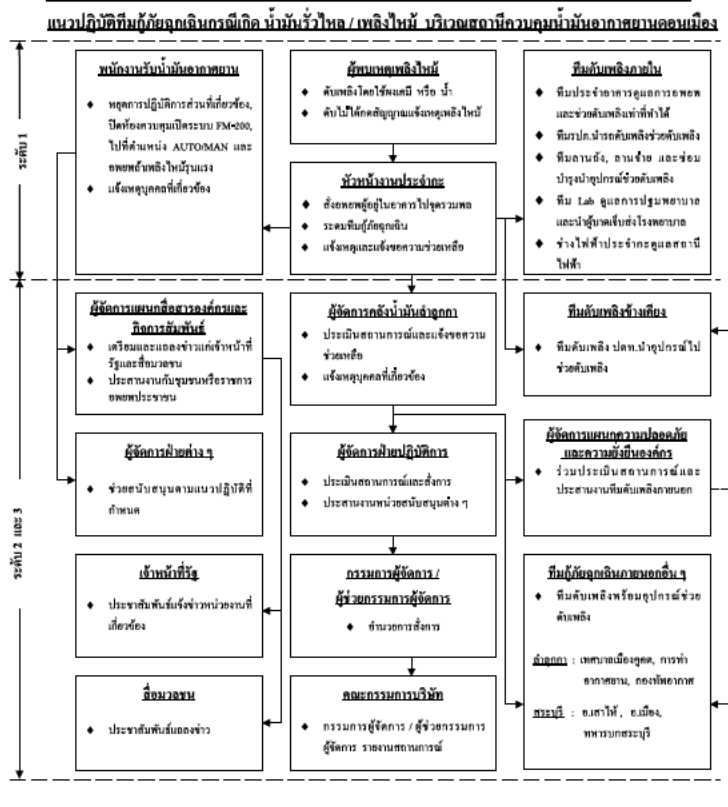 แนวปฏิบัติทีมกู้ภัยฉุกเฉินกรณีเกิด น้ำมันรั่วไหล / เพลิงไหม้ บริเวณสถานีควบคุมน้ำมันอากาศยานดอนเมือง
ระดับ 1
พนักงานรับน้ำมันอากาศยาน
♦ หยุดการปฏิบัติการส่วนที่เกี่ยวข้อง,
ปิดห้องควบคุมเปิดระบบ FM-200,
ไปที่ตำแหน่ง AUTO/MAN และ
อพยพถ้าเพลิงไหม้รุนแรง
♦ แจ้งเหตุบุคคลที่เกี่ยวข้อง
ผู้พบเหตุเพลิงไหม้
♦ ดับเพลิงโดยใช้ผงเคมี หรือ น้ำ
♦ ดับไม่ได้กดสัญญาณแจ้งเหตุเพลิงไหม้
หัวหน้างานประจำกะ
♦ สั่งอพยพผู้อยู่ในอาคารไปจุดรวมพล
♦ ระดมทีมกู้ภัยฉุกเฉิน
♦ แจ้งเหตุและแจ้งขอความช่วยเหลือ
ทีมดับเพลิงภายใน
♦ ทีมประจำอาคารดูแลการอพยพ
และช่วยดับเพลิงเท่าที่ทำได้
♦ ทีมรปภ.นำรถดับเพลิงช่วยดับเพลิง
♦ ทีมลานถัง, ลานจ่าย และซ่อม
บำรุงนำอุปกรณ์ช่วยดับเพลิง
♦ ทีม Lab ดูแลการปฐมพยาบาล
และนำผู้บาดเจ็บส่งโรงพยาบาล
♦ ช่างไฟฟ้าประจำกะดูแลสถานี
ไฟฟ้า
ระดับ 2 และ 3
ผู้จัดการแผนกสื่อสารองค์กรและ
กิจการสัมพันธ์
♦ เตรียมและแถลงข่าวแก่เจ้าหน้าที่
รัฐและสื่อมวลชน
♦ ประสานงานกับชุมชนหรือราชการ
อพยพประชาชน
ผู้จัดการคลังน้ำมันลำลูกกา
♦ ประเมินสถานการณ์และแจ้งขอความ
ช่วยเหลือ
♦ แจ้งเหตุบุคคลที่เกี่ยวข้อง
ทีมดับเพลิงข้างเคียง
♦ ทีมดับเพลิง ปตท.นำอุปกรณ์ไป
ช่วยดับเพลิง
ผู้จัดการฝ่ายต่าง ๆ
♦ ช่วยสนับสนุนตามแนวปฏิบัติที่
กำหนด
ผู้จัดการฝ่ายปฏิบัติการ
♦ ประเมินสถานการณ์และสั่งการ
♦ ประสานงานหน่วยสนับสนุนต่าง ๆ
ผู้จัดการแผนกความปลอดภัย
และความยั่งยืนองค์กร
♦ ร่วมประเมินสถานการณ์และ
ประสานงานทีมดับเพลิงภายนอก
เจ้าหน้าที่รัฐ
♦ ประชาสัมพันธ์แจ้งข่าวหน่วยงานที่
เกี่ยวข้อง
กรรมการผู้จัดการ /
ผู้ช่วยกรรมการผู้จัดการ
♦ อำนวยการสั่งการ
ทีมกู้ภัยฉุกเฉินภายนอกอื่น ๆ
♦ ทีมดับเพลิงพร้อมอุปกรณ์ช่วย
ดับเพลิง
ลำลูกกา : เทศบาลเมืองคูคต, การท่า
อากาศยาน, กองทัพอากาศ
สระบุรี : อ.เสาไห้, อ.เมือง,
ทหารบกสระบุรี
สื่อมวลชน
♦ ประชาสัมพันธ์แถลงข่าว
คณะกรรมการบริษัท
♦ กรรมการผู้จัดการ / ผู้ช่วยกรรมการ
ผู้จัดการ รายงานสถานการณ์